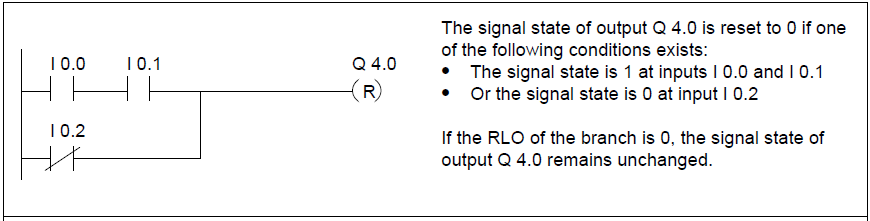 I 0.0 I 0.1 Q 4.0
R
I 0.2
The signal state of output Q 4.0 is reset to 0 if one
of the following conditions exists:
• The signal state is 1 at inputs I 0.0 and I 0.1
• Or the signal state is 0 at input I 0.2
If the RLO of the branch is 0, the signal state of
output Q 4.0 remains unchanged.